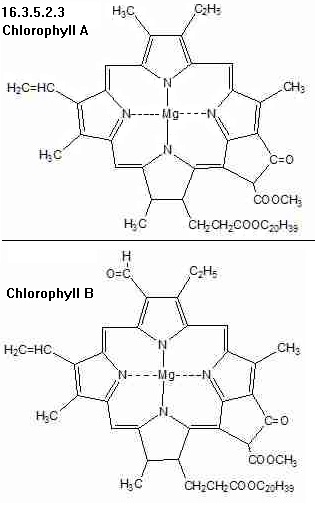 16.3.5.2.3
Chlorophyll A
H₃C C₂H₅
H₂C=HC CH₃
N
N Mg N
N
H₃C C=O
COOCH₃
H₃C CH₂CH₂COOC₂₀H₃₉
Chlorophyll B
H
O=C C₂H₅
H₂C=HC CH₃
N
N Mg N
N
H₃C C=O
COOCH₃
H₃C CH₂CH₂COOC₂₀H₃₉